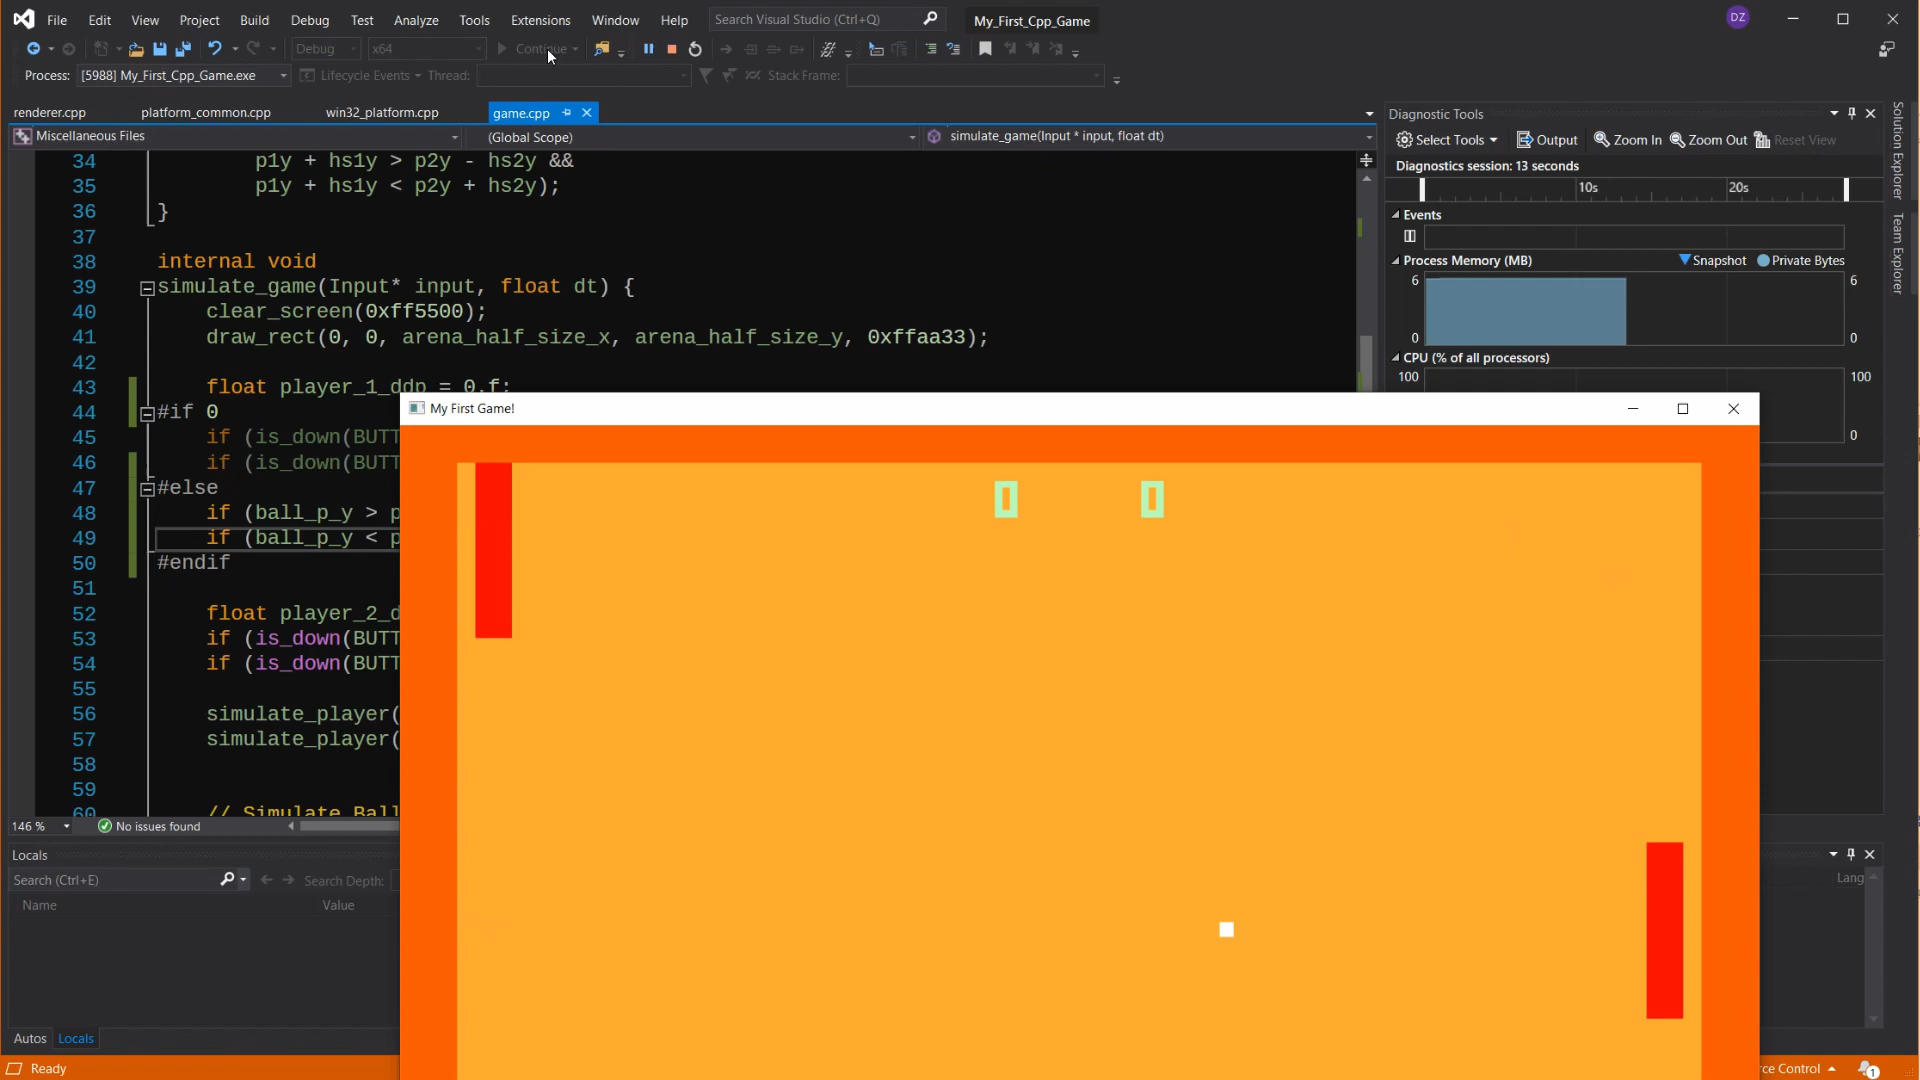 File Edit View Project Build Debug Test Analyze Tools Extensions Window Help Search Visual Studio (Ctrl+Q) My_First_Cpp_Game DZ
Debug x64 Continue
Process: [5988] My_First_Cpp_Game.exe Lifecycle Events Thread: Stack Frame:
renderer.cpp platform_common.cpp win32_platform.cpp game.cpp
Miscellaneous Files (Global Scope) simulate_game(Input * input, float dt)
34 p1y + hs1y > p2y - hs2y &&
35 p1y + hs1y < p2y + hs2y);
36 }
37
38 internal void
39 simulate_game(Input* input, float dt) {
40 clear_screen(0xff5500);
41 draw_rect(0, 0, arena_half_size_x, arena_half_size_y, 0xffaa33);
42
43 float player_1_ddp = 0.f;
44 #if 0
45 if (is_down(BUTT
46 if (is_down(BUTT
47 #else
48 if (ball_p_y > p
49 if (ball_p_y < p
50 #endif
51
52 float player_2_d
53 if (is_down(BUTT
54 if (is_down(BUTT
55
56 simulate_player(
57 simulate_player(
58
59
60 // Simulate Ball
146 % No issues found
Locals
Search (Ctrl+E) Search Depth:
Name Value
Autos Locals
Ready
My First Game!
0 0
Diagnostic Tools
Select Tools Output Zoom In Zoom Out Reset View
Diagnostics session: 13 seconds
10s 20s
Events
Process Memory (MB) Snapshot Private Bytes
6 6
0 0
CPU (% of all processors)
100 100
0
Lang
Solution Explorer
Team Explorer
rce Control 1